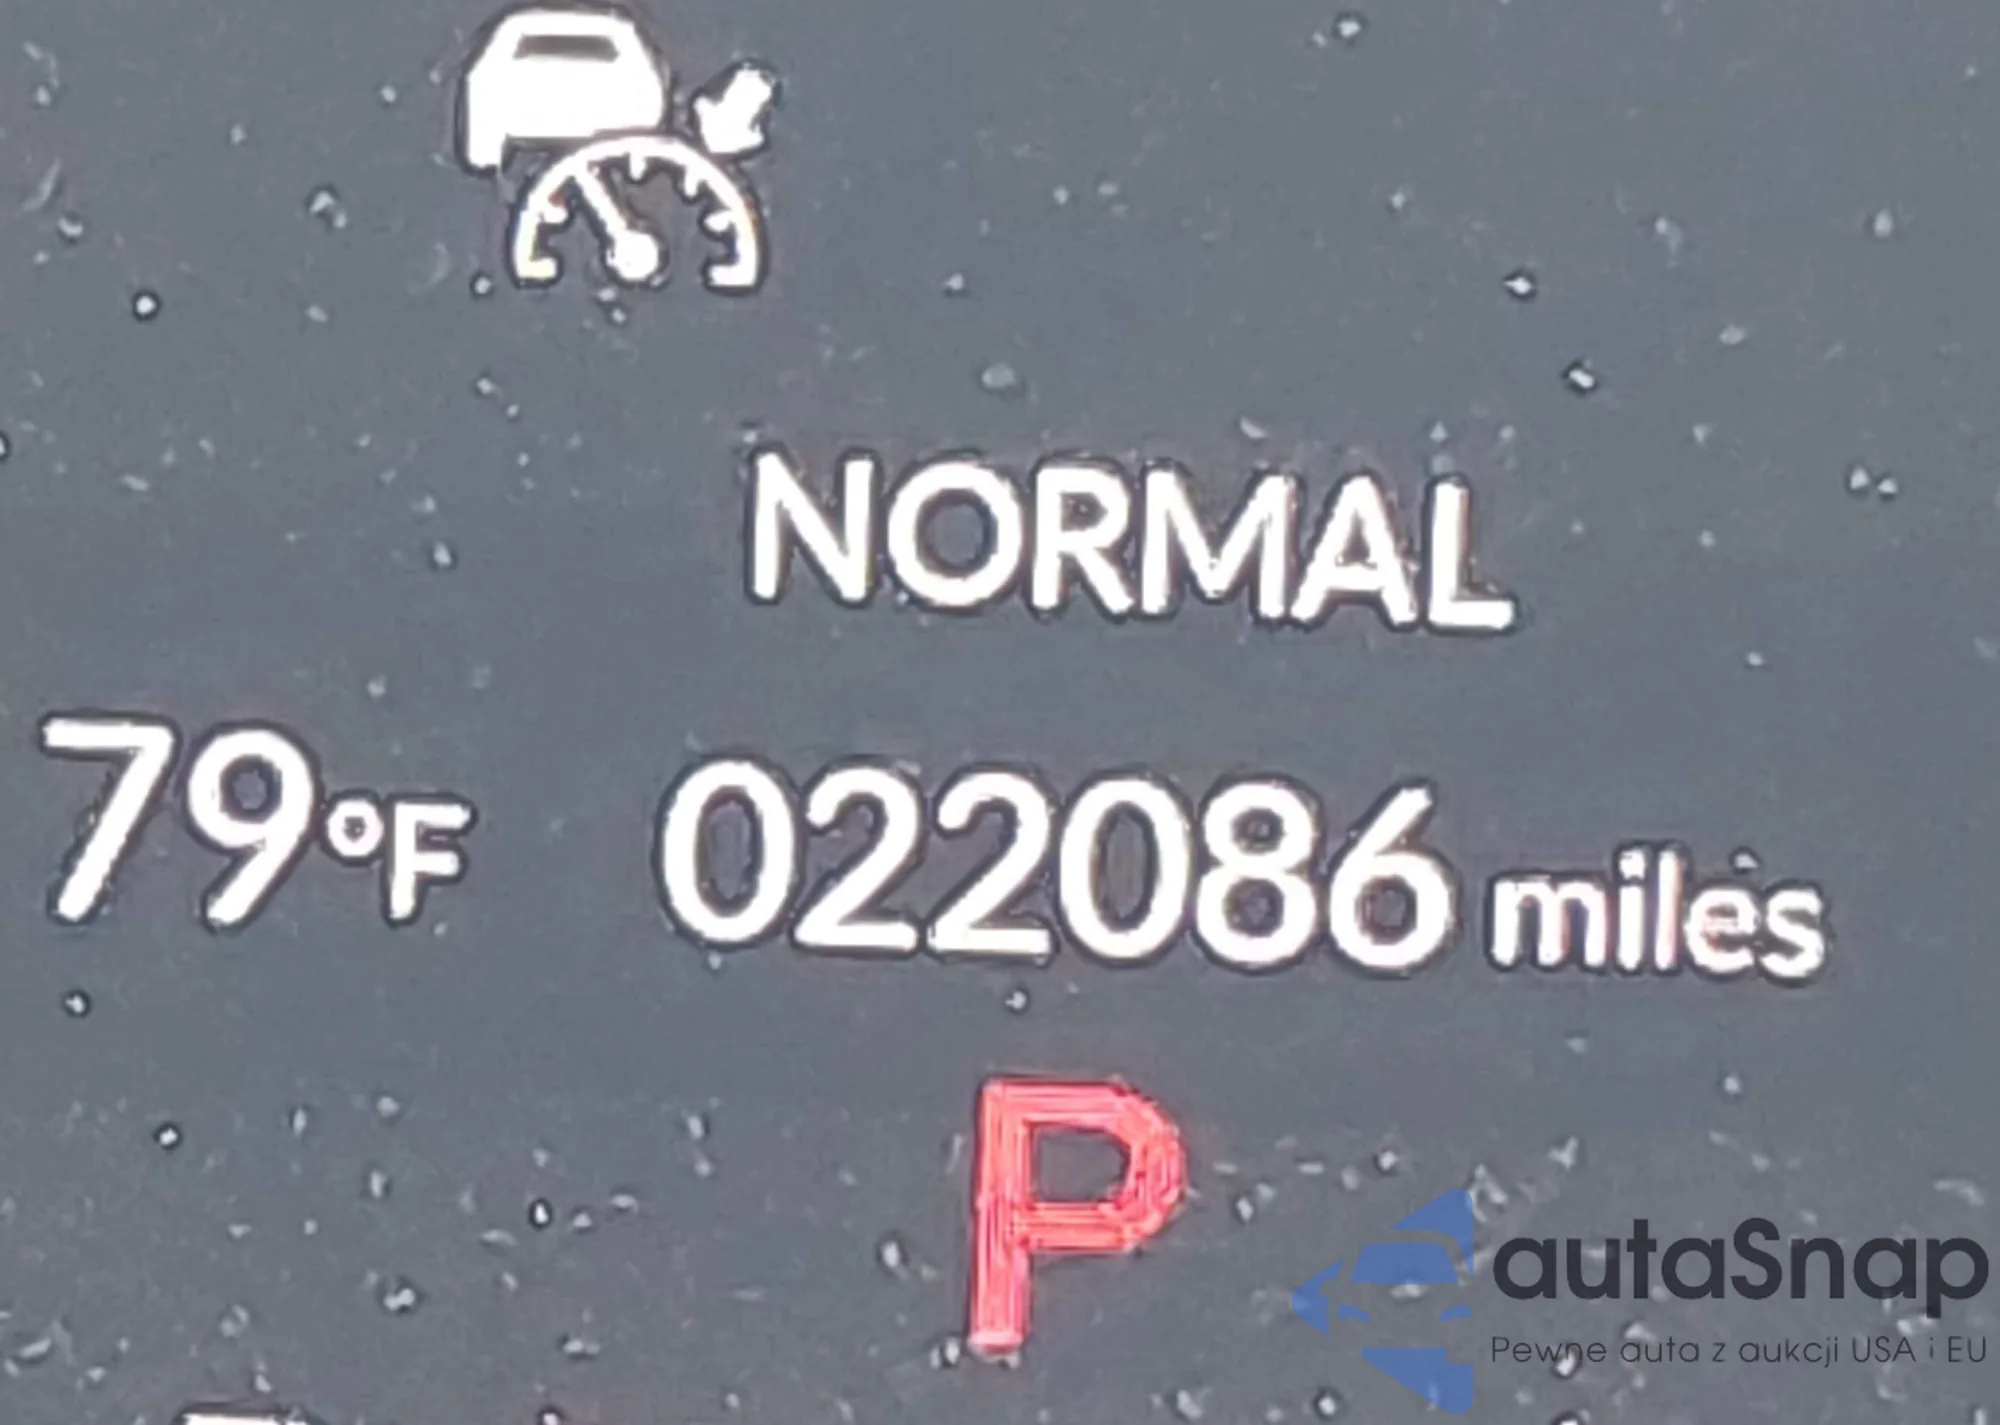 NORMAL
79°F 022086 miles
P
autaSnap
Pewne auta z aukcji USA i EU